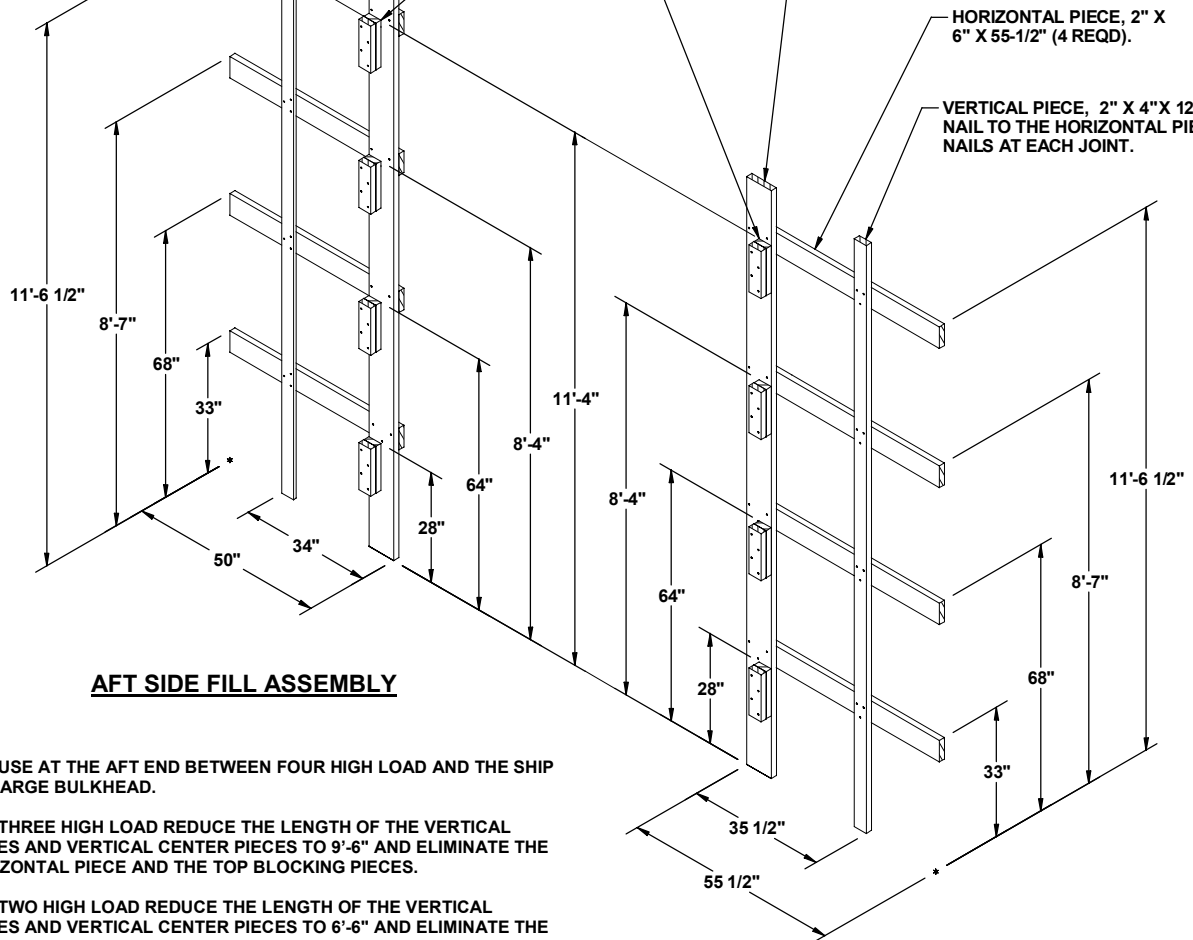 HORIZONTAL PIECE, 2" X
6" X 55-1/2" (4 REQD).
VERTICAL PIECE, 2" X 4"X 12
NAIL TO THE HORIZONTAL PIE
NAILS AT EACH JOINT.
11'-6 1/2"
8'-7"
68"
33"
*
50"
34"
28"
64"
8'-4"
11'-4"
8'-4"
64"
28"
11'-6 1/2"
8'-7"
68"
33"
*
35 1/2"
55 1/2"
AFT SIDE FILL ASSEMBLY
USE AT THE AFT END BETWEEN FOUR HIGH LOAD AND THE SHIP
ARGE BULKHEAD.
THREE HIGH LOAD REDUCE THE LENGTH OF THE VERTICAL
ES AND VERTICAL CENTER PIECES TO 9'-6" AND ELIMINATE THE
ZONTAL PIECE AND THE TOP BLOCKING PIECES.
TWO HIGH LOAD REDUCE THE LENGTH OF THE VERTICAL
ES AND VERTICAL CENTER PIECES TO 6'-6" AND ELIMINATE THE